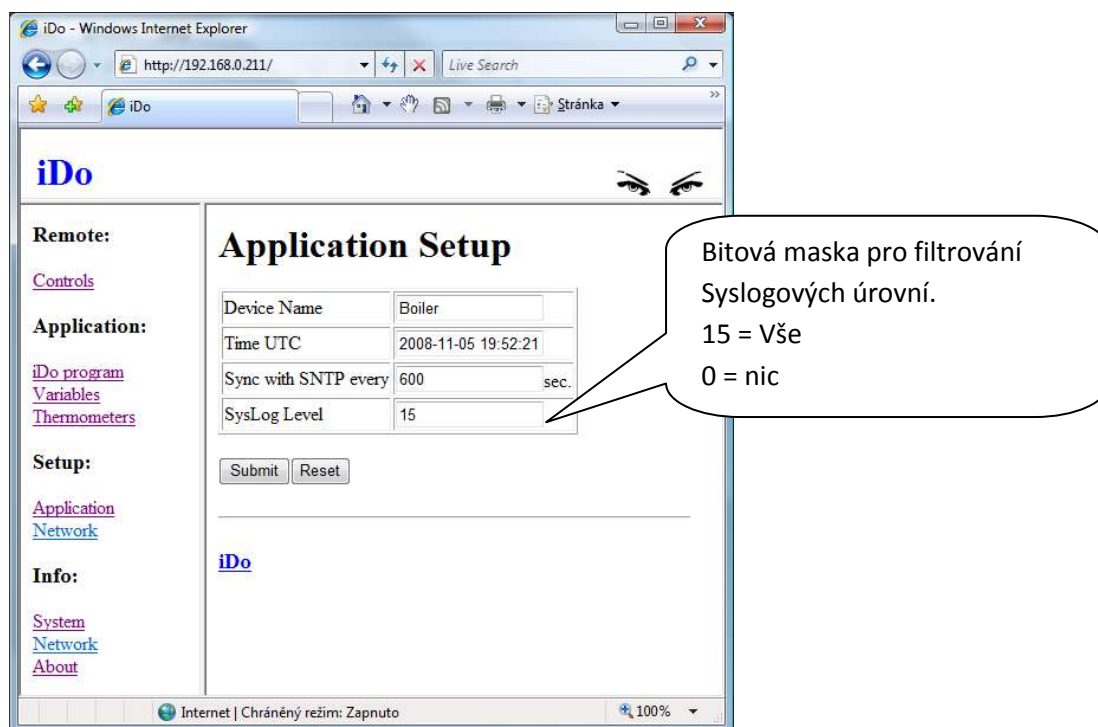 iDo - Windows Internet Explorer
http://192.168.0.211/
Live Search
iDo
Stránka
iDo
Remote:
Controls
Application:
iDo program
Variables
Thermometers
Setup:
Application
Network
Info:
System
Network
About
Application Setup
Device Name Boiler
Time UTC 2008-11-05 19:52:21
Sync with SNTP every 600 sec.
SysLog Level 15
Submit Reset
iDo
Bitová maska pro filtrování
Syslogových úrovní.
15 = Vše
0 = nic
Internet | Chráněný režim: Zapnuto
100%